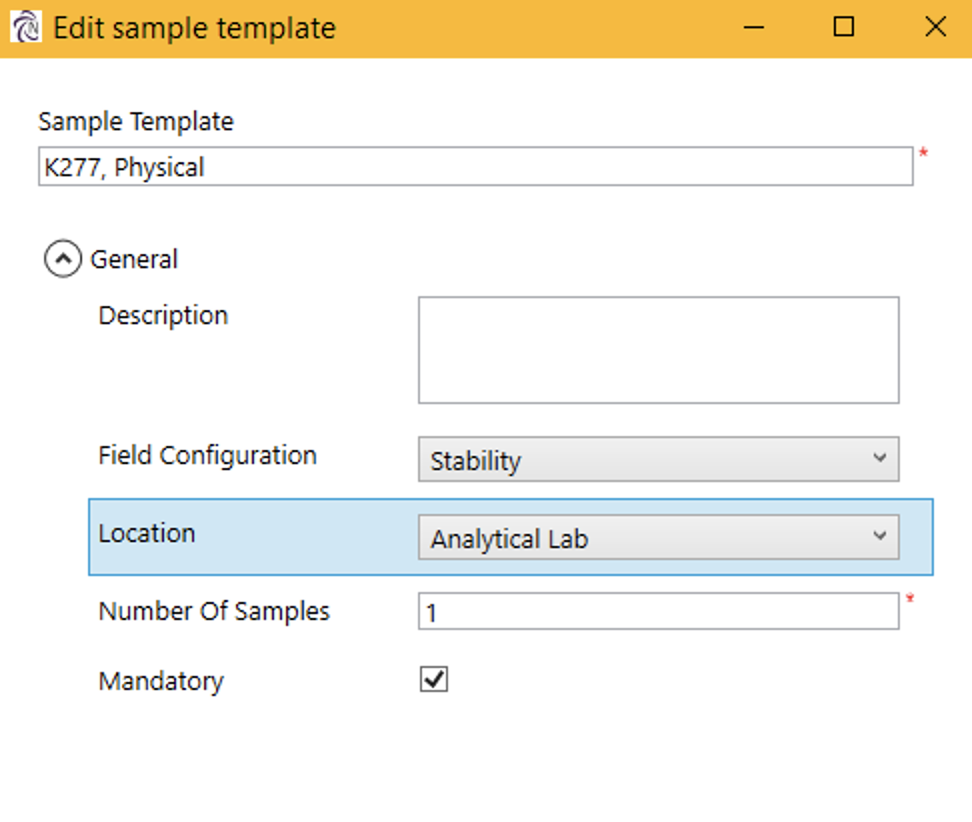 Edit sample template
Sample Template
K277, Physical *
General
Description
Field Configuration Stability
Location Analytical Lab
Number Of Samples 1 *
Mandatory